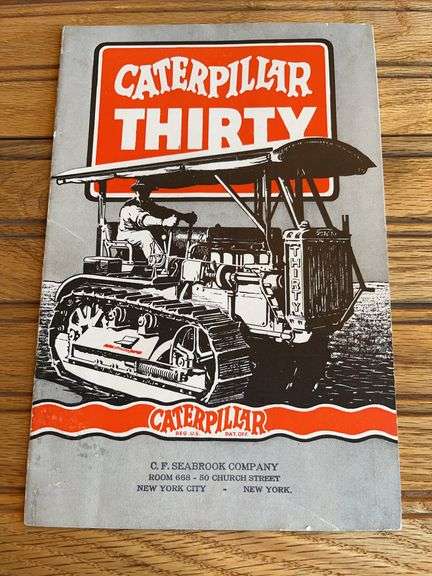 CATERPILLAR
THIRTY
THIRTY
CATERPILLAR
REG. U.S. PAT. OFF.
C. F. SEABROOK COMPANY
ROOM 668 - 50 CHURCH STREET
NEW YORK CITY - NEW YORK.